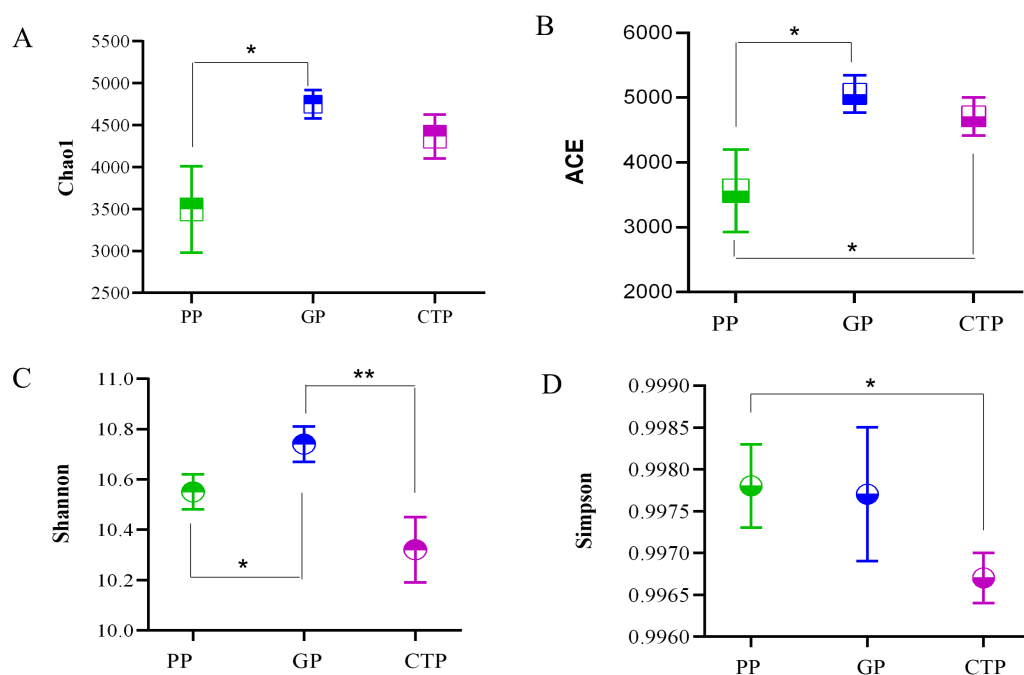 A
Chao1
5500
5000
4500
4000
3500
3000
2500
*
PP GP CTP
B
ACE
6000
5000
4000
3000
2000
*
*
PP GP CTP
C
Shannon
11.0
10.8
10.6
10.4
10.2
10.0
**
*
PP GP CTP
D
Simpson
0.9990
0.9985
0.9980
0.9975
0.9970
0.9965
0.9960
*
PP GP CTP